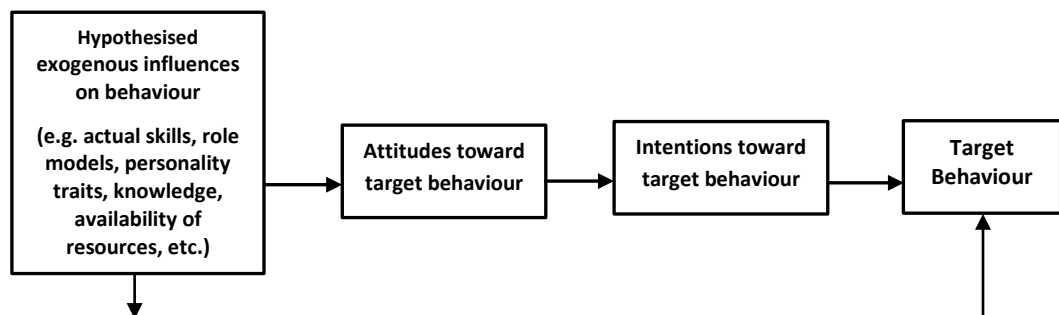 Hypothesised
exogenous influences
on behaviour
(e.g. actual skills, role
models, personality
traits, knowledge,
availability of
resources, etc.)
Attitudes toward
target behaviour
Intentions toward
target behaviour
Target
Behaviour